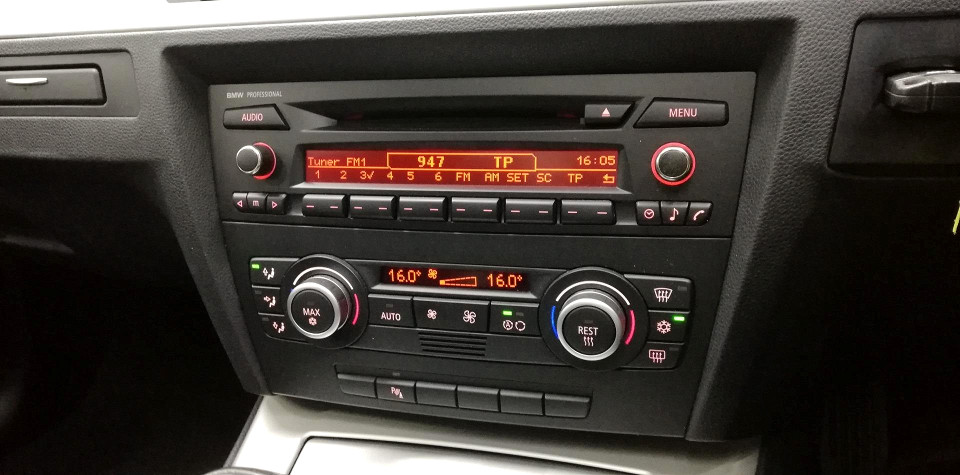 BMW PROFESSIONAL
AUDIO
MENU
Tuner FM1 947 TP 16:05
1 2 3✓ 4 5 6 FM AM SET SC TP
m
16.0° 16.0°
MAX
AUTO
A
REST
P